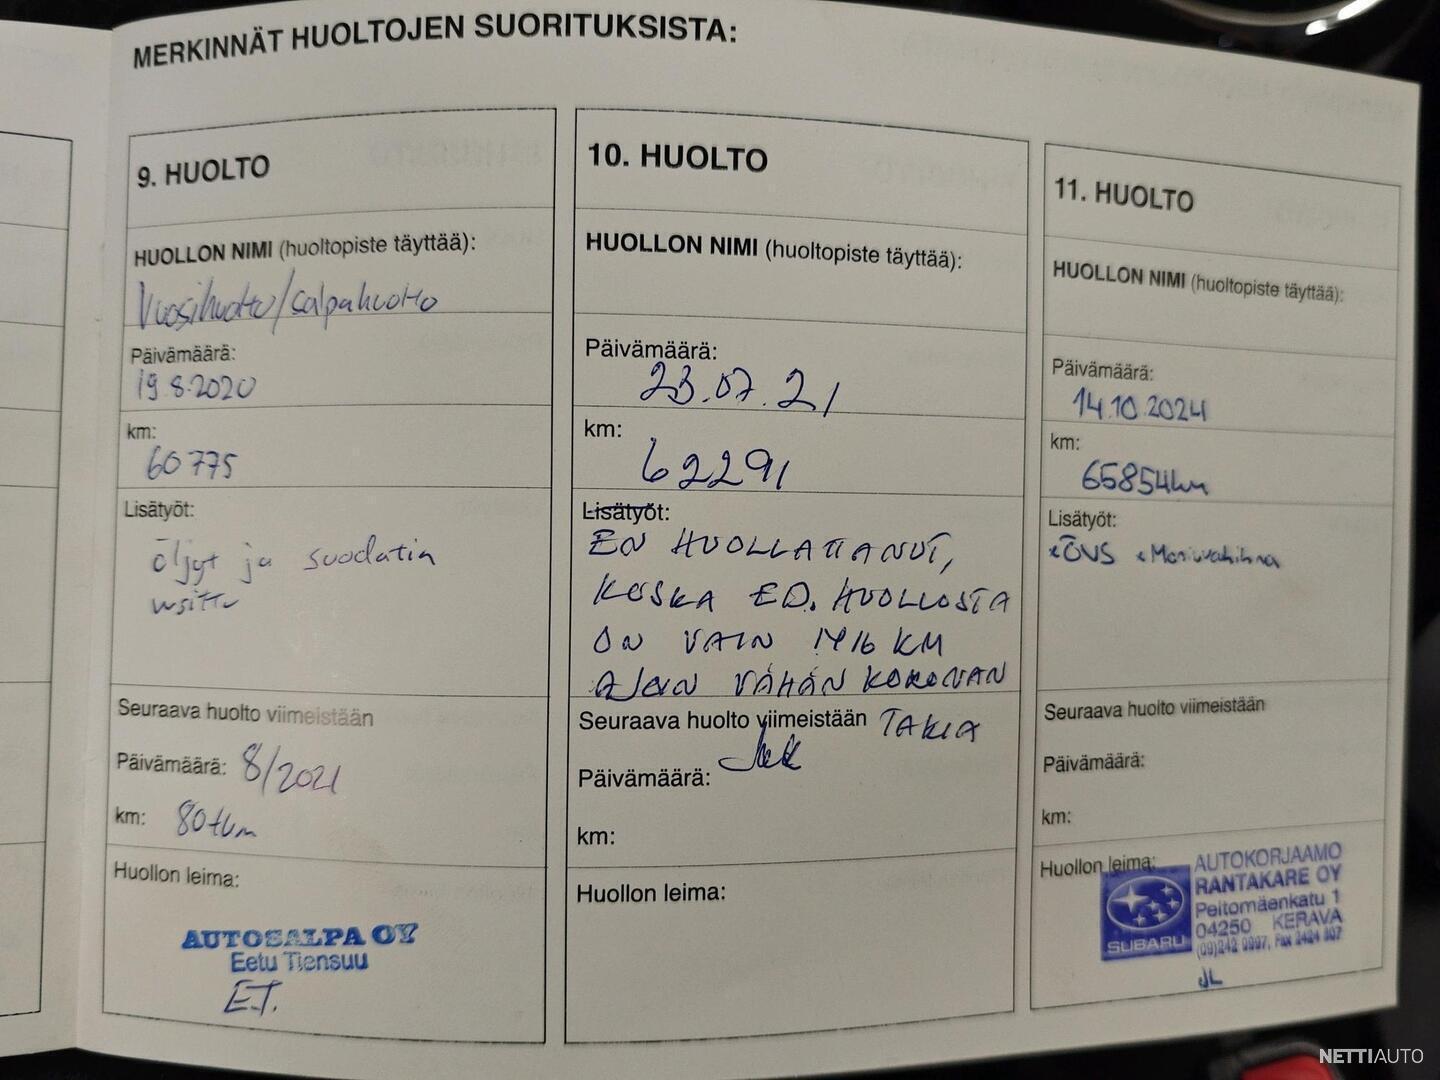 MERKINNÄT HUOLTOJEN SUORITUKSISTA:
9. HUOLTO
HUOLLON NIMI (huoltopiste täyttää):
Vuosihuolto/salpahuolto
Päivämäärä:
19.8.2020
km:
60775
Lisätyöt:
öljyt ja suodatin
uusittu
Seuraava huolto viimeistään
Päivämäärä: 8/2021
km: 80tkm
Huollon leima:
AUTOSALPA OY
Eetu Tiensuu
E.T.
10. HUOLTO
HUOLLON NIMI (huoltopiste täyttää):
Päivämäärä:
23.07.21
km:
62291
Lisätyöt:
EN HUOLLATTANUT,
KOSKA ED. HUOLLOSTA
ON VAIN 1416 KM
AJOIN VÄHÄN KORONAN
Seuraava huolto viimeistään TAKIA
Päivämäärä:
km:
Huollon leima:
11. HUOLTO
HUOLLON NIMI (huoltopiste täyttää):
Päivämäärä:
14.10.2024
km:
65854km
Lisätyöt:
Seuraava huolto viimeistään
Päivämäärä:
km:
Huollon leima:
SUBARU
AUTOKORJAAMO
RANTAKARE OY
Peltomäenkatu 1
04250 KERAVA
JL
NETTIAUTO